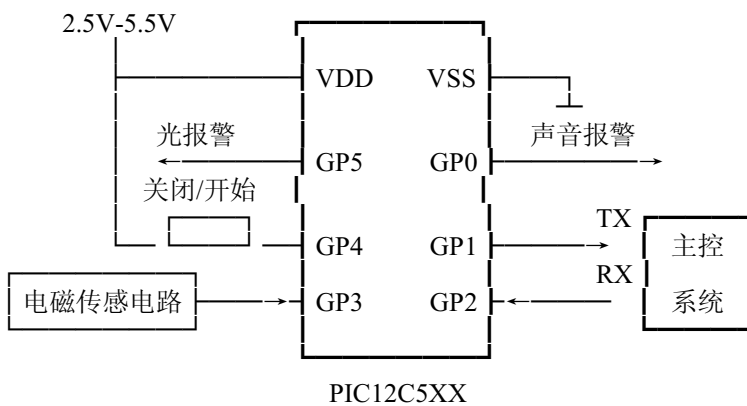 2.5V-5.5V
VDD VSS
光报警 声音报警
GP5 GP0
关闭/开始
TX
GP4 GP1 主控
RX
电磁传感电路 GP3 GP2 系统
PIC12C5XX